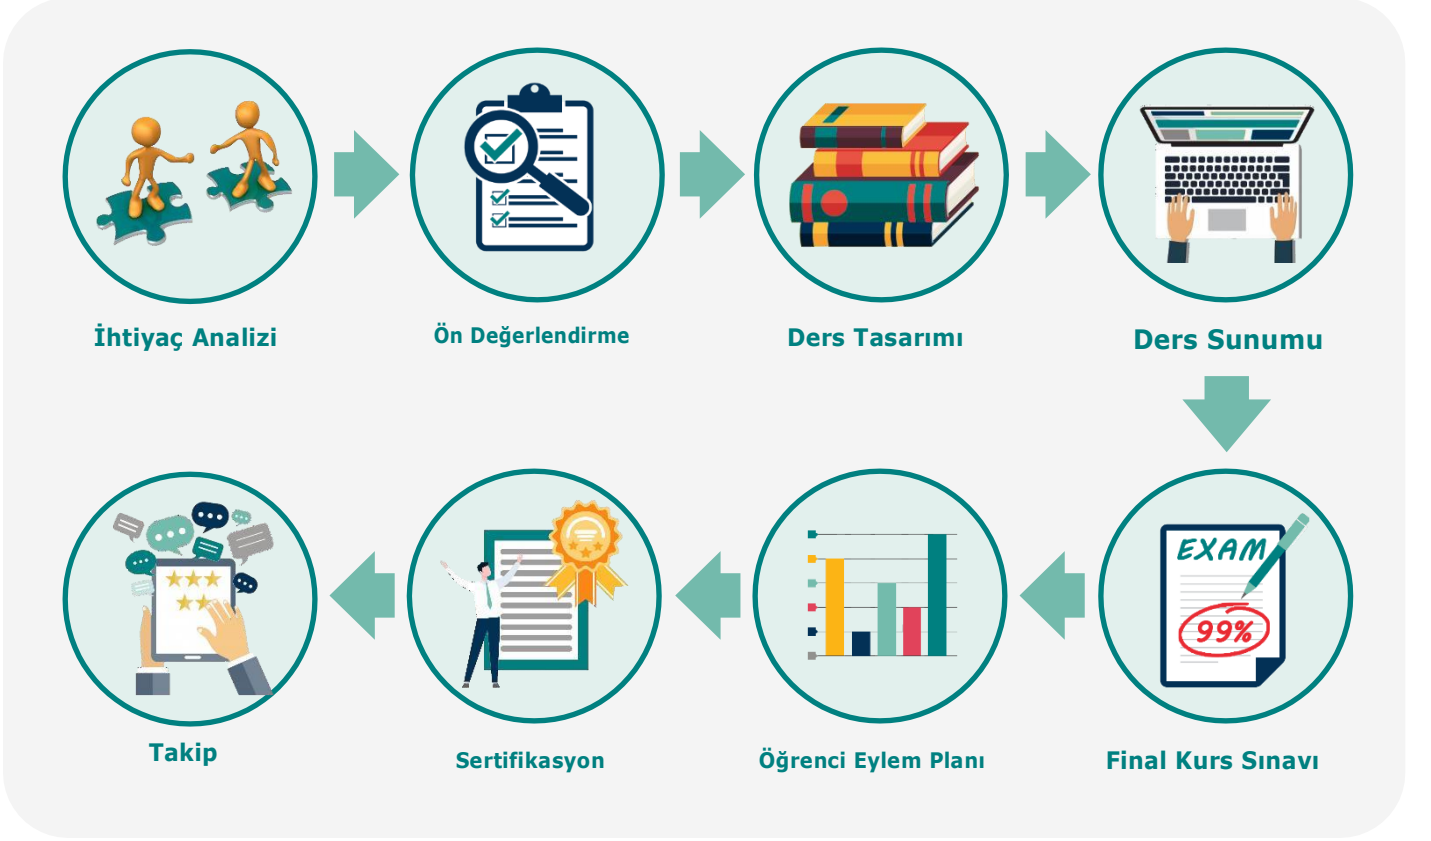 İhtiyaç Analizi
Ön Değerlendirme
Ders Tasarımı
Ders Sunumu
EXAM
99%
Final Kurs Sınavı
Öğrenci Eylem Planı
Sertifikasyon
Takip